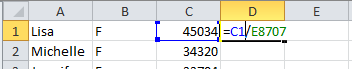 A B C D E
1 Lisa F 45034 =C1/E8707
2 Michelle F 34320